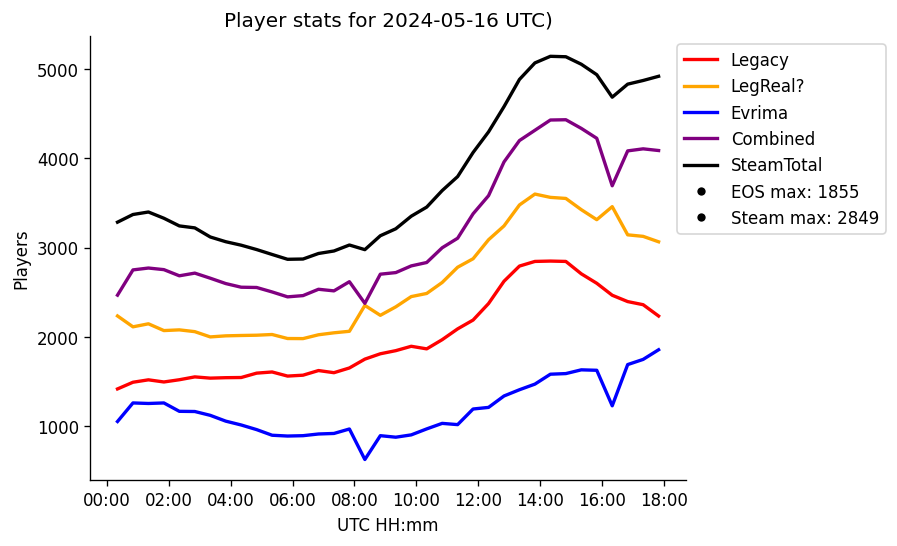 Player stats for 2024-05-16 UTC)
Players
5000
4000
3000
2000
1000
00:00 02:00 04:00 06:00 08:00 10:00 12:00 14:00 16:00 18:00
UTC HH:mm
Legacy
LegReal?
Evrima
Combined
SteamTotal
EOS max: 1855
Steam max: 2849